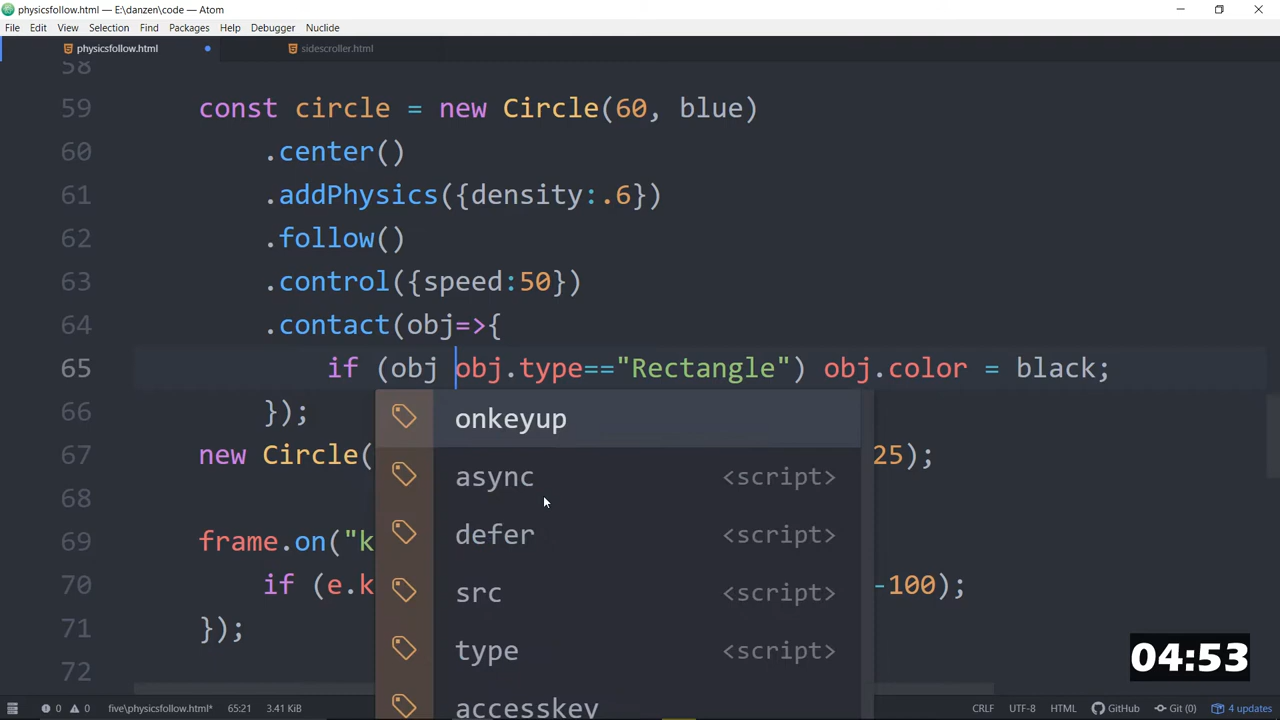 physicsfollow.html — E:\danzen\code — Atom
File Edit View Selection Find Packages Help Debugger Nuclide
physicsfollow.html sidescroller.html
58
59 const circle = new Circle(60, blue)
60 .center()
61 .addPhysics({density:.6})
62 .follow()
63 .control({speed:50})
64 .contact(obj=>{
65 if (obj obj.type=="Rectangle") obj.color = black;
66 });
onkeyup
67 new Circle( 25);
async <script>
68
defer <script>
69 frame.on("k
70 if (e.k -100);
src <script>
71 });
type <script>
72
accesskey
04:53
0 0 five\physicsfollow.html* 65:21 3.41 KiB CRLF UTF-8 HTML GitHub Git (0) 4 updates